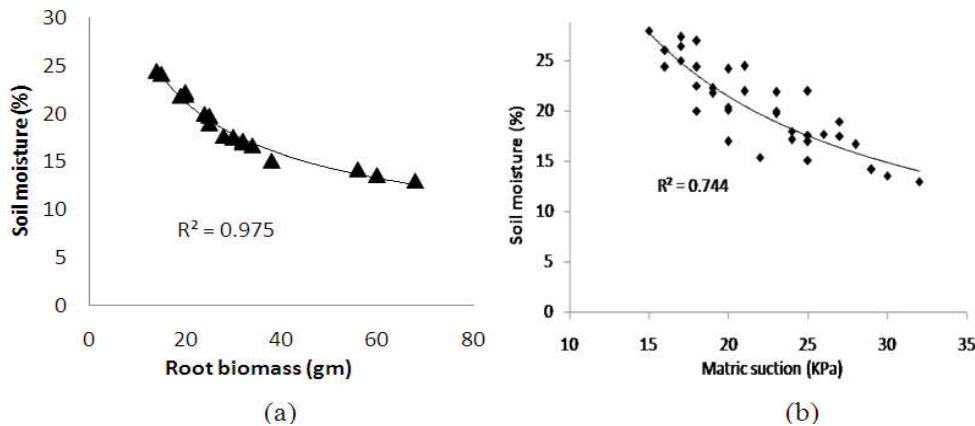 30
25
20
15
10
5
0
Soil moisture (%)
R² = 0.975
0 20 40 60 80
Root biomass (gm)
(a)
25
20
15
10
5
0
Soil moisture (%)
R² = 0.744
10 15 20 25 30 35
Matric suction (KPa)
(b)